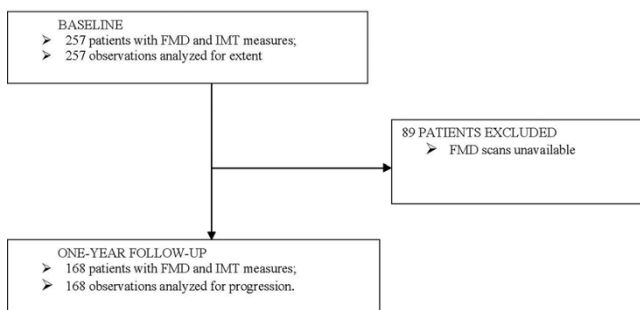 BASELINE
➢ 257 patients with FMD and IMT measures;
➢ 257 observations analyzed for extent
89 PATIENTS EXCLUDED
➢ FMD scans unavailable
ONE-YEAR FOLLOW-UP
➢ 168 patients with FMD and IMT measures;
➢ 168 observations analyzed for progression.